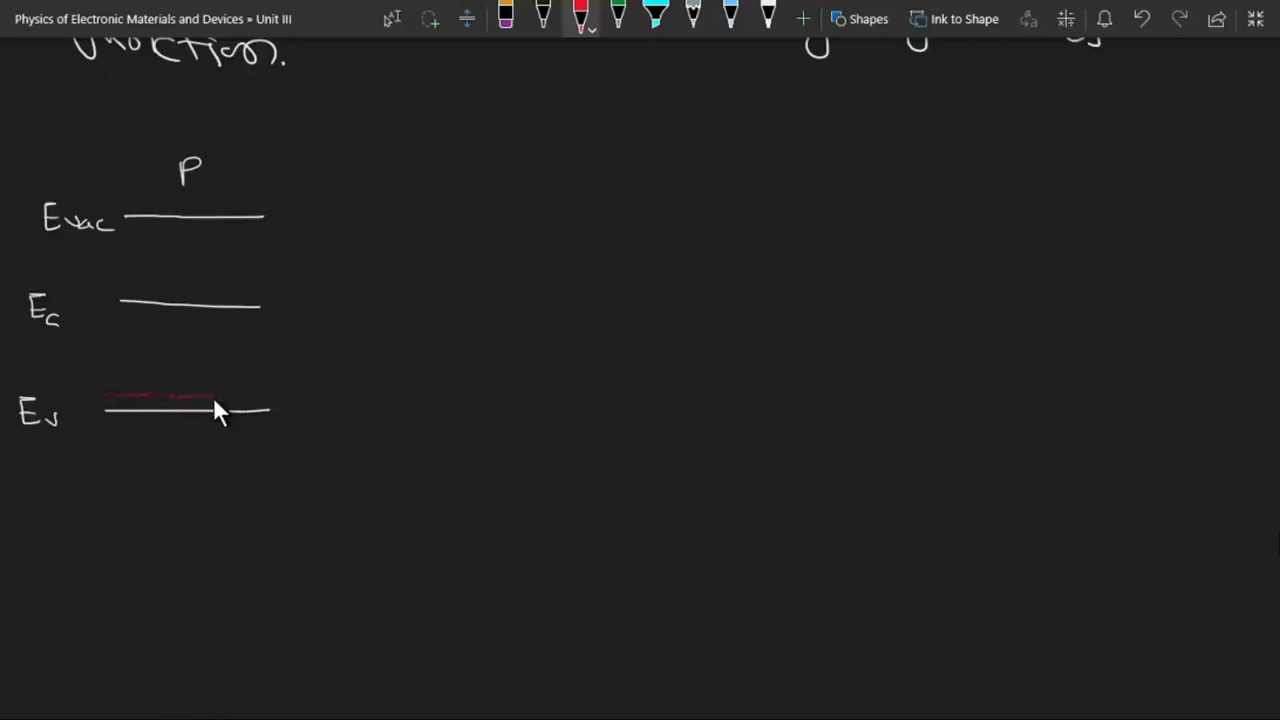 Physics of Electronic Materials and Devices » Unit III
Shapes
Ink to Shape
P
Evac
Ec
Ev